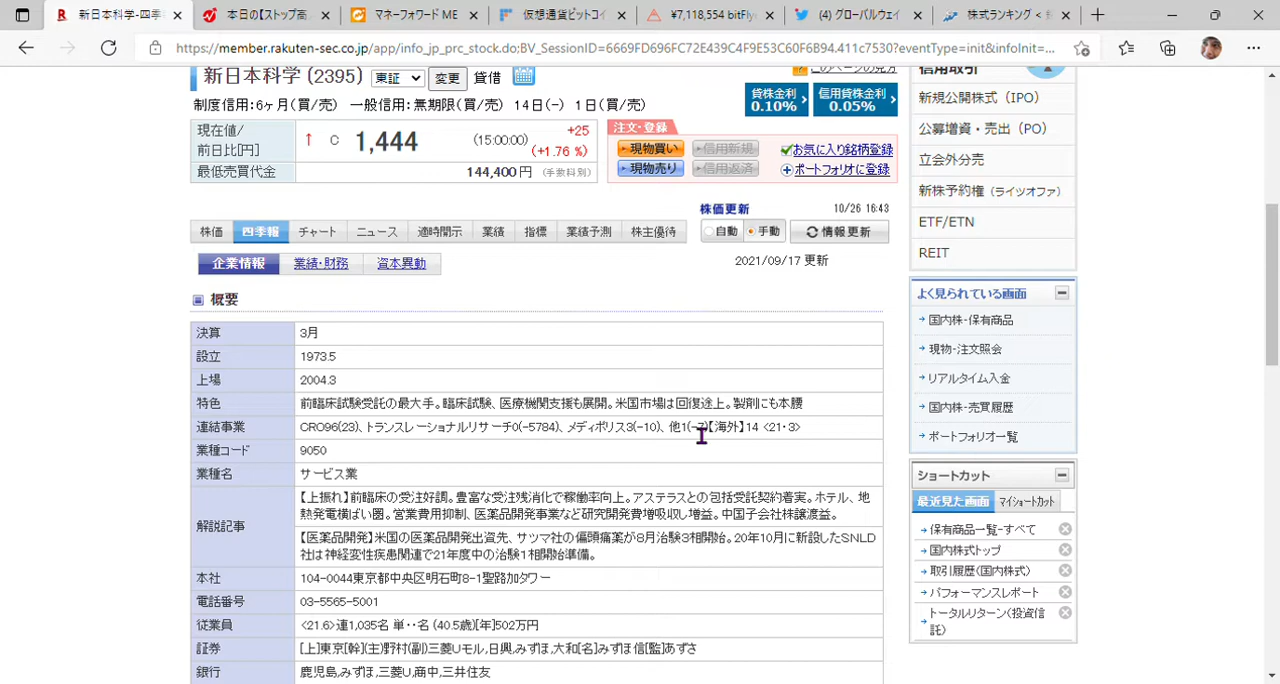 新日本科学-四季
本日の【ストップ高
マネーフォワード ME
仮想通貨ビットコイ
¥7,118,554 bitFly
(4) グローバルウェイ
株式ランキング <
https://member.rakuten-sec.co.jp/app/info_jp_prc_stock.do;BV_SessionID=6669FD696FC72E439C4F9E53C60F6B94.411c7530?eventType=init&infoInit=...
新日本科学 (2395)
東証
変更
貸借
このページの見方
制度信用:6ヶ月(買/売) 一般信用:無期限(買/売) 14日(-) 1日(買/売)
貸株金利
0.10%
信用貸株金利
0.05%
現在値/
前日比[円]
↑ C 1,444 (15:00:00) +25
(+1.76 %)
最低売買代金
144,400 円 (手数料別)
注文・登録
現物買い
信用新規
お気に入り銘柄登録
現物売り
信用返済
ポートフォリオに登録
株価
四季報
チャート
ニュース
適時開示
業績
指標
業績予測
株主優待
株価更新
10/26 16:43
自動
手動
情報更新
企業情報
業績・財務
資本異動
2021/09/17 更新
概要
決算 3月
設立 1973.5
上場 2004.3
特色 前臨床試験受託の最大手。臨床試験、医療機関支援も展開。米国市場は回復途上。製剤にも本腰
連結事業 CRO96(23)、トランスレーショナルリサーチ0(-5784)、メディポリス3(-10)、他1(-7)【海外】14 <21・3>
業種コード 9050
業種名 サービス業
解説記事
【上振れ】前臨床の受注好調。豊富な受注残消化で稼働率向上。アステラスとの包括受託契約着実。ホテル、地
熱発電横ばい圏。営業費用抑制、医薬品開発事業など研究開発費増吸収し増益。中国子会社株譲渡益。
【医薬品開発】米国の医薬品開発出資先、サツマ社の偏頭痛薬が8月治験3相開始。20年10月に新設したSNLD
社は神経変性疾患関連で21年度中の治験1相開始準備。
本社 104-0044東京都中央区明石町8-1聖路加タワー
電話番号 03-5565-5001
従業員 <21.6>連1,035名 単・・名 (40.5歳)[年]502万円
証券 [上]東京[幹](主)野村(副)三菱Uモル,日興,みずほ,大和[名]みずほ信[監]あずさ
銀行 鹿児島,みずほ,三菱U,商中,三井住友
信用取引
新規公開株式（IPO）
公募増資・売出（PO）
立会外分売
新株予約権（ライツオファ）
ETF/ETN
REIT
よく見られている画面
国内株-保有商品
現物-注文照会
リアルタイム入金
国内株-売買履歴
ポートフォリオ一覧
ショートカット
最近見た画面
マイショートカット
保有商品一覧-すべて
国内株式トップ
取引履歴(国内株式)
パフォーマンスレポート
トータルリターン(投資信
託)